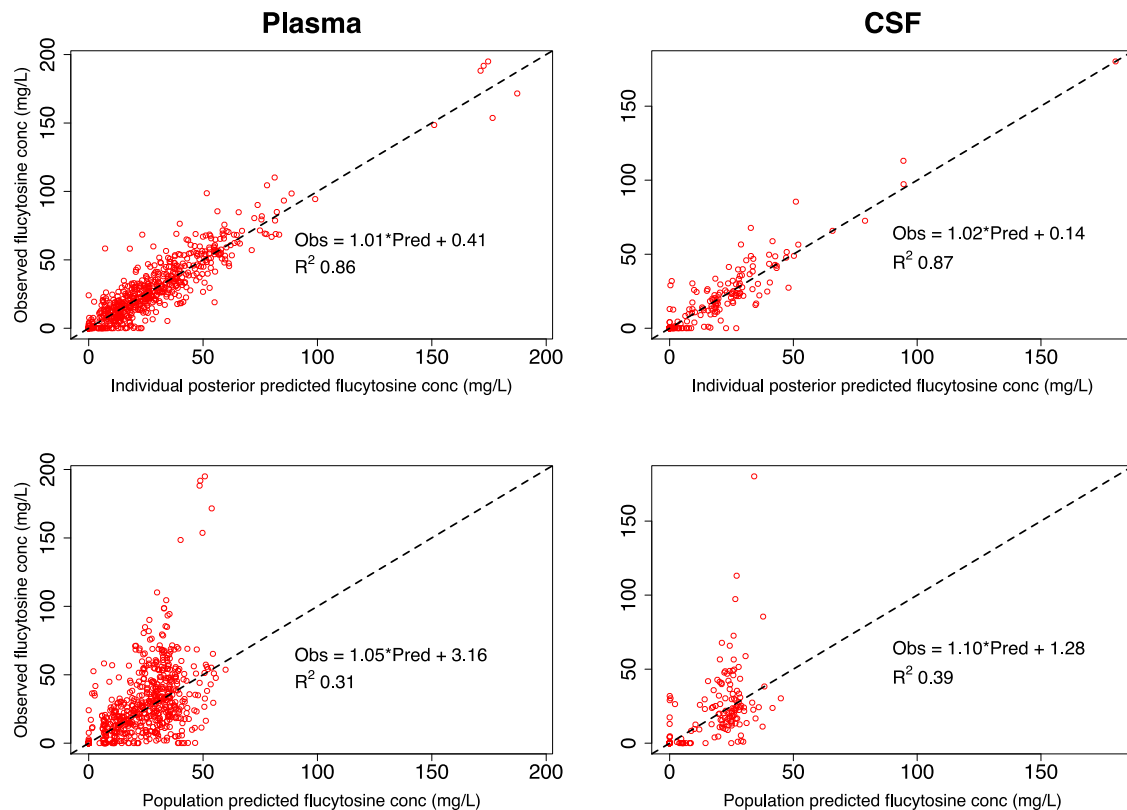 Plasma
CSF
Observed flucytosine conc (mg/L)
200
150
100
50
0
Obs = 1.01*Pred + 0.41
R² 0.86
0 50 100 150 200
Individual posterior predicted flucytosine conc (mg/L)
150
100
50
0
Obs = 1.02*Pred + 0.14
R² 0.87
0 50 100 150
Individual posterior predicted flucytosine conc (mg/L)
Observed flucytosine conc (mg/L)
200
150
100
50
0
Obs = 1.05*Pred + 3.16
R² 0.31
0 50 100 150 200
Population predicted flucytosine conc (mg/L)
150
100
50
0
Obs = 1.10*Pred + 1.28
R² 0.39
0 50 100 150
Population predicted flucytosine conc (mg/L)